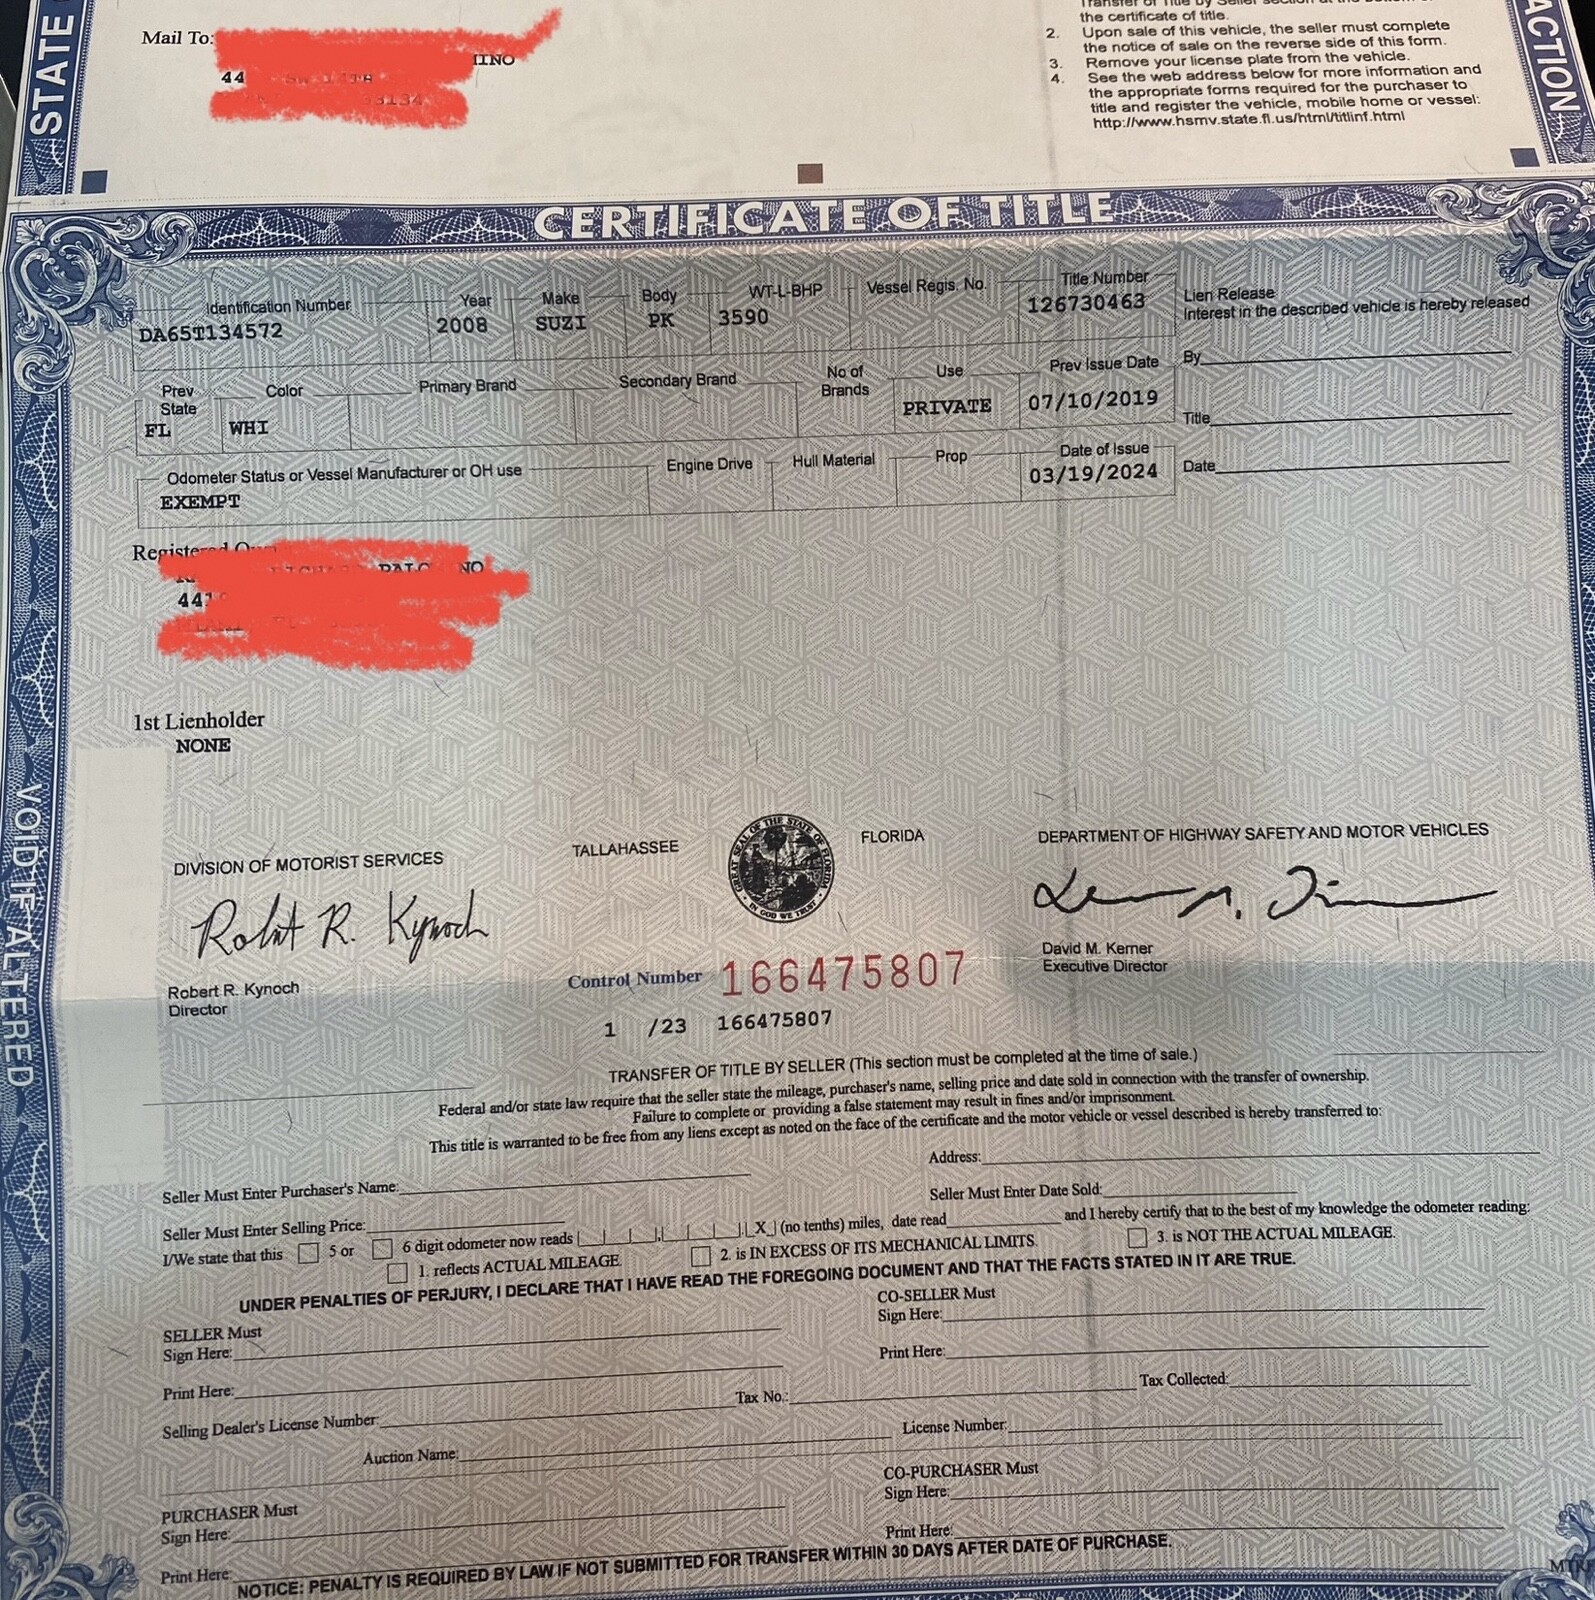 STATE
ACTION
Mail To:
44
the certificate of title.
2. Upon sale of this vehicle, the seller must complete
the notice of sale on the reverse side of this form.
3. Remove your license plate from the vehicle.
4. See the web address below for more information and
the appropriate forms required for the purchaser to
title and register the vehicle, mobile home or vessel:
http://www.hsmv.state.fl.us/html/titlinf.html
CERTIFICATE OF TITLE
Identification Number Year Make Body WT-L-BHP Vessel Regis. No. Title Number
DA65T134572 2008 SUZI PK 3590 126730463
Lien Release
Interest in the described vehicle is hereby released
By
Title
Date
Prev State Color Primary Brand Secondary Brand No of Brands Use Prev Issue Date
FL WHI PRIVATE 07/10/2019
Odometer Status or Vessel Manufacturer or OH use Engine Drive Hull Material Prop Date of Issue
EXEMPT 03/19/2024
1st Lienholder
NONE
VOID IF ALTERED
DIVISION OF MOTORIST SERVICES TALLAHASSEE FLORIDA DEPARTMENT OF HIGHWAY SAFETY AND MOTOR VEHICLES
GREAT SEAL OF THE STATE OF FLORIDA
IN GOD WE TRUST
Robert R. Kynoch
Robert R. Kynoch
Director
David M. Kerner
Executive Director
Control Number 166475807
1 /23 166475807
TRANSFER OF TITLE BY SELLER (This section must be completed at the time of sale.)
Federal and/or state law require that the seller state the mileage, purchaser's name, selling price and date sold in connection with the transfer of ownership.
Failure to complete or providing a false statement may result in fines and/or imprisonment.
This title is warranted to be free from any liens except as noted on the face of the certificate and the motor vehicle or vessel described is hereby transferred to:
Seller Must Enter Purchaser's Name: Address:
Seller Must Enter Selling Price: Seller Must Enter Date Sold:
I/We state that this 5 or 6 digit odometer now reads X (no tenths) miles, date read and I hereby certify that to the best of my knowledge the odometer reading:
1. reflects ACTUAL MILEAGE. 2. is IN EXCESS OF ITS MECHANICAL LIMITS. 3. is NOT THE ACTUAL MILEAGE.
UNDER PENALTIES OF PERJURY, I DECLARE THAT I HAVE READ THE FOREGOING DOCUMENT AND THAT THE FACTS STATED IN IT ARE TRUE.
SELLER Must
Sign Here:
CO-SELLER Must
Sign Here:
Print Here: Print Here:
Selling Dealer's License Number: Tax No.: Tax Collected:
Auction Name: License Number:
PURCHASER Must
Sign Here:
CO-PURCHASER Must
Sign Here:
Print Here: Print Here:
NOTICE: PENALTY IS REQUIRED BY LAW IF NOT SUBMITTED FOR TRANSFER WITHIN 30 DAYS AFTER DATE OF PURCHASE.